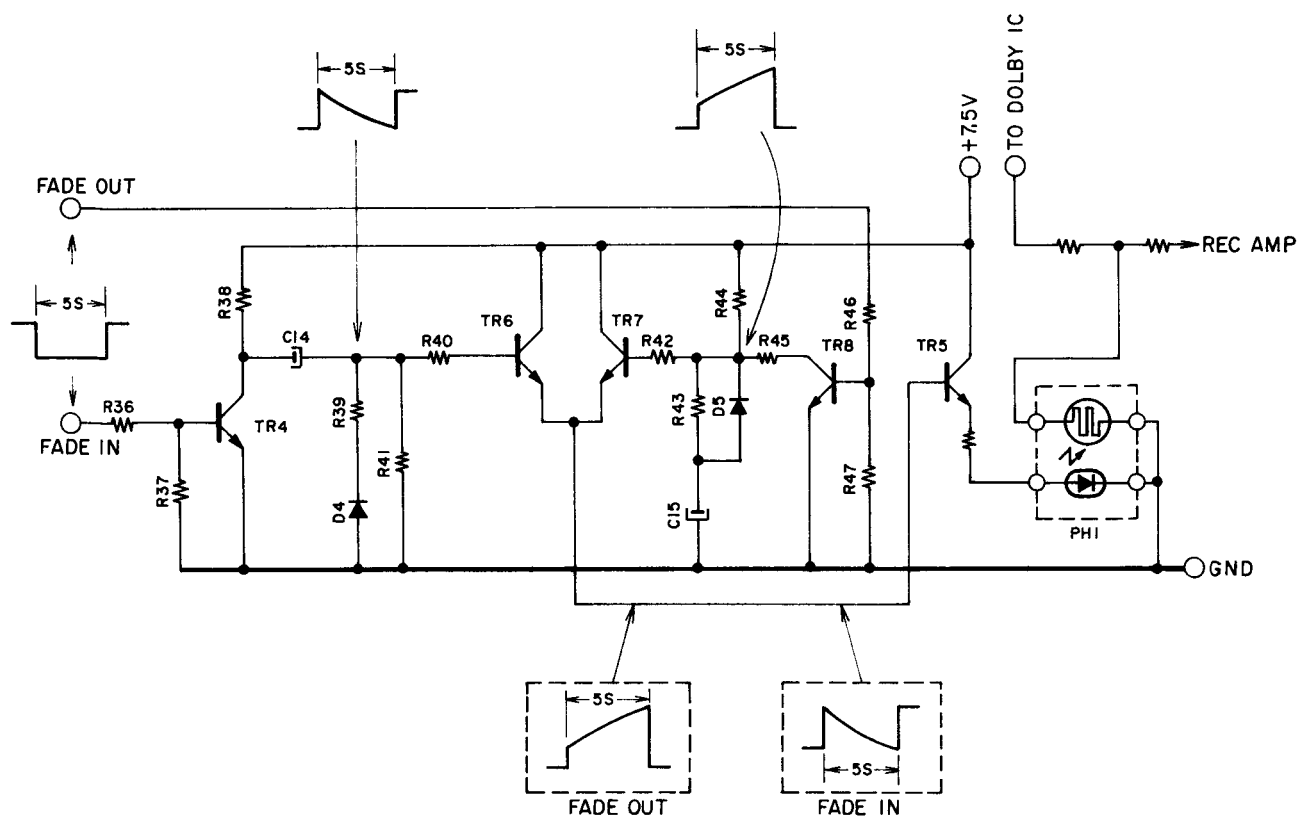 5S
5S
+7.5V
TO DOLBY IC
FADE OUT
REC AMP
5S
R38
C14
R40
TR6
TR7
R42
R44
R45
R46
TR8
TR5
R36
FADE IN
TR4
R39
R41
R43
D5
R37
D4
C15
R47
PH1
GND
5S
5S
FADE OUT
FADE IN